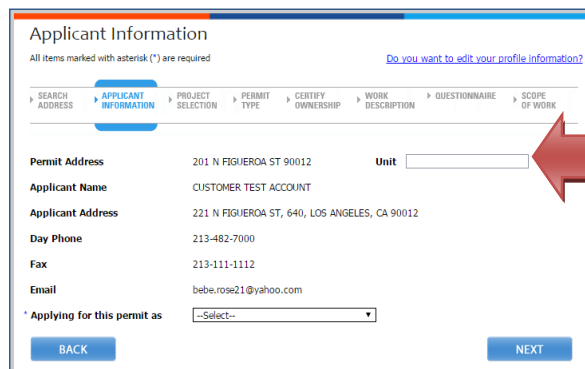 Applicant Information
All items marked with asterisk (*) are required Do you want to edit your profile information?
SEARCH ADDRESS APPLICANT INFORMATION PROJECT SELECTION PERMIT TYPE CERTIFY OWNERSHIP WORK DESCRIPTION QUESTIONNAIRE SCOPE OF WORK
Permit Address 201 N FIGUEROA ST 90012 Unit
Applicant Name CUSTOMER TEST ACCOUNT
Applicant Address 221 N FIGUEROA ST, 640, LOS ANGELES, CA 90012
Day Phone 213-482-7000
Fax 213-111-1112
Email bebe.rose21@yahoo.com
* Applying for this permit as --Select--
BACK NEXT